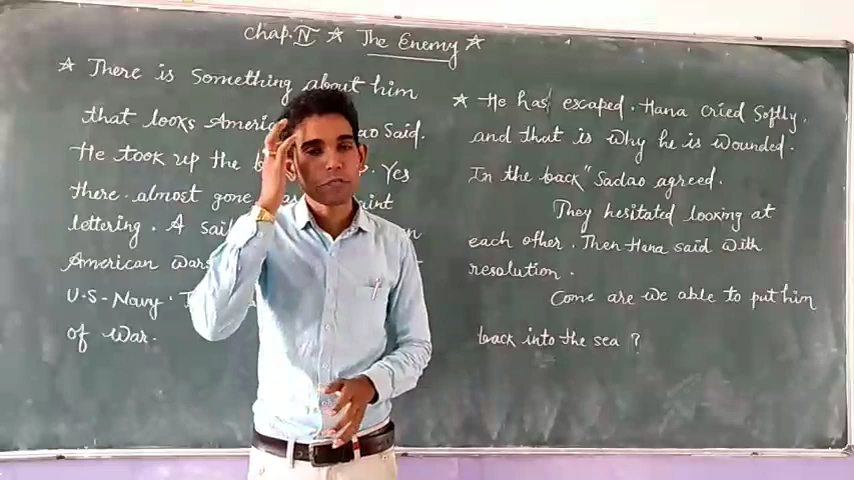 Chap. IV ☆ The Enemy ☆
☆ There is Something about him
that looks Americ ao Said.
He took up the b Yes
there. almost gone aint
lettering. A Sail n
American war
U.S-Navy.
of War.
☆ He has escaped. Hana cried Softly,
and that is why he is wounded.
In the back" Sadao agreed.
They hesitated looking at
each other. Then Hana said with
resolution.
Come are we able to put him
back into the sea ?